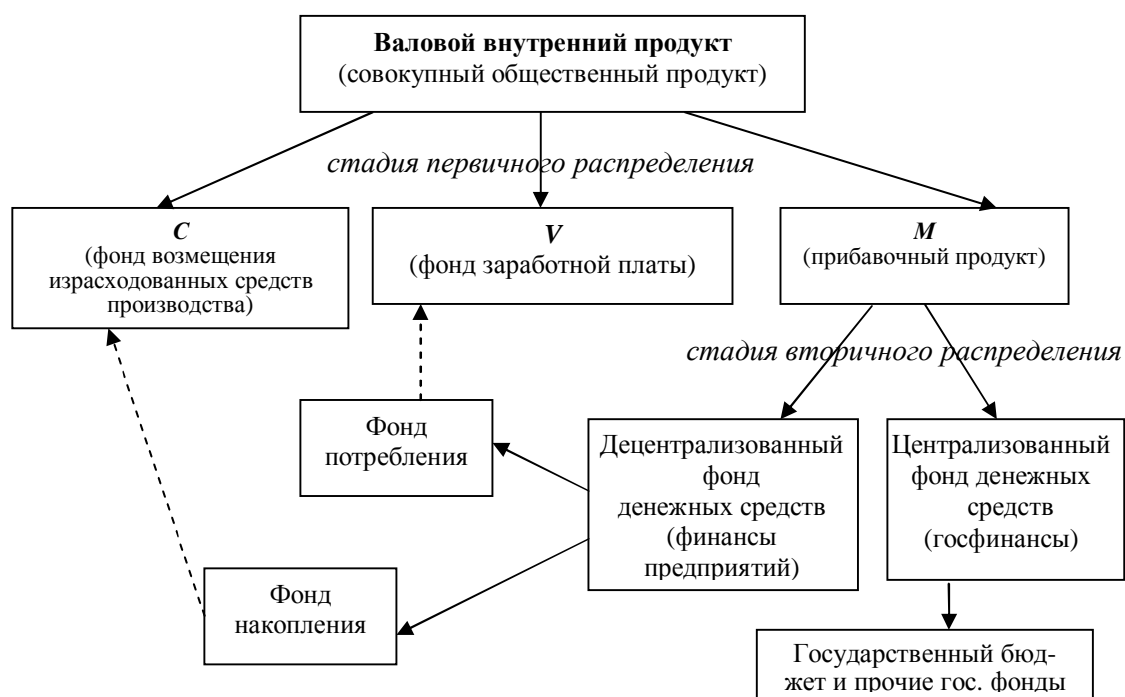 Валовой внутренний продукт
(совокупный общественный продукт)
стадия первичного распределения
C
(фонд возмещения
израсходованных средств
производства)
V
(фонд заработной платы)
M
(прибавочный продукт)
стадия вторичного распределения
Фонд
потребления
Децентрализованный
фонд
денежных средств
(финансы
предприятий)
Централизованный
фонд денежных
средств
(госфинансы)
Фонд
накопления
Государственный бюд-
жет и прочие гос. фонды